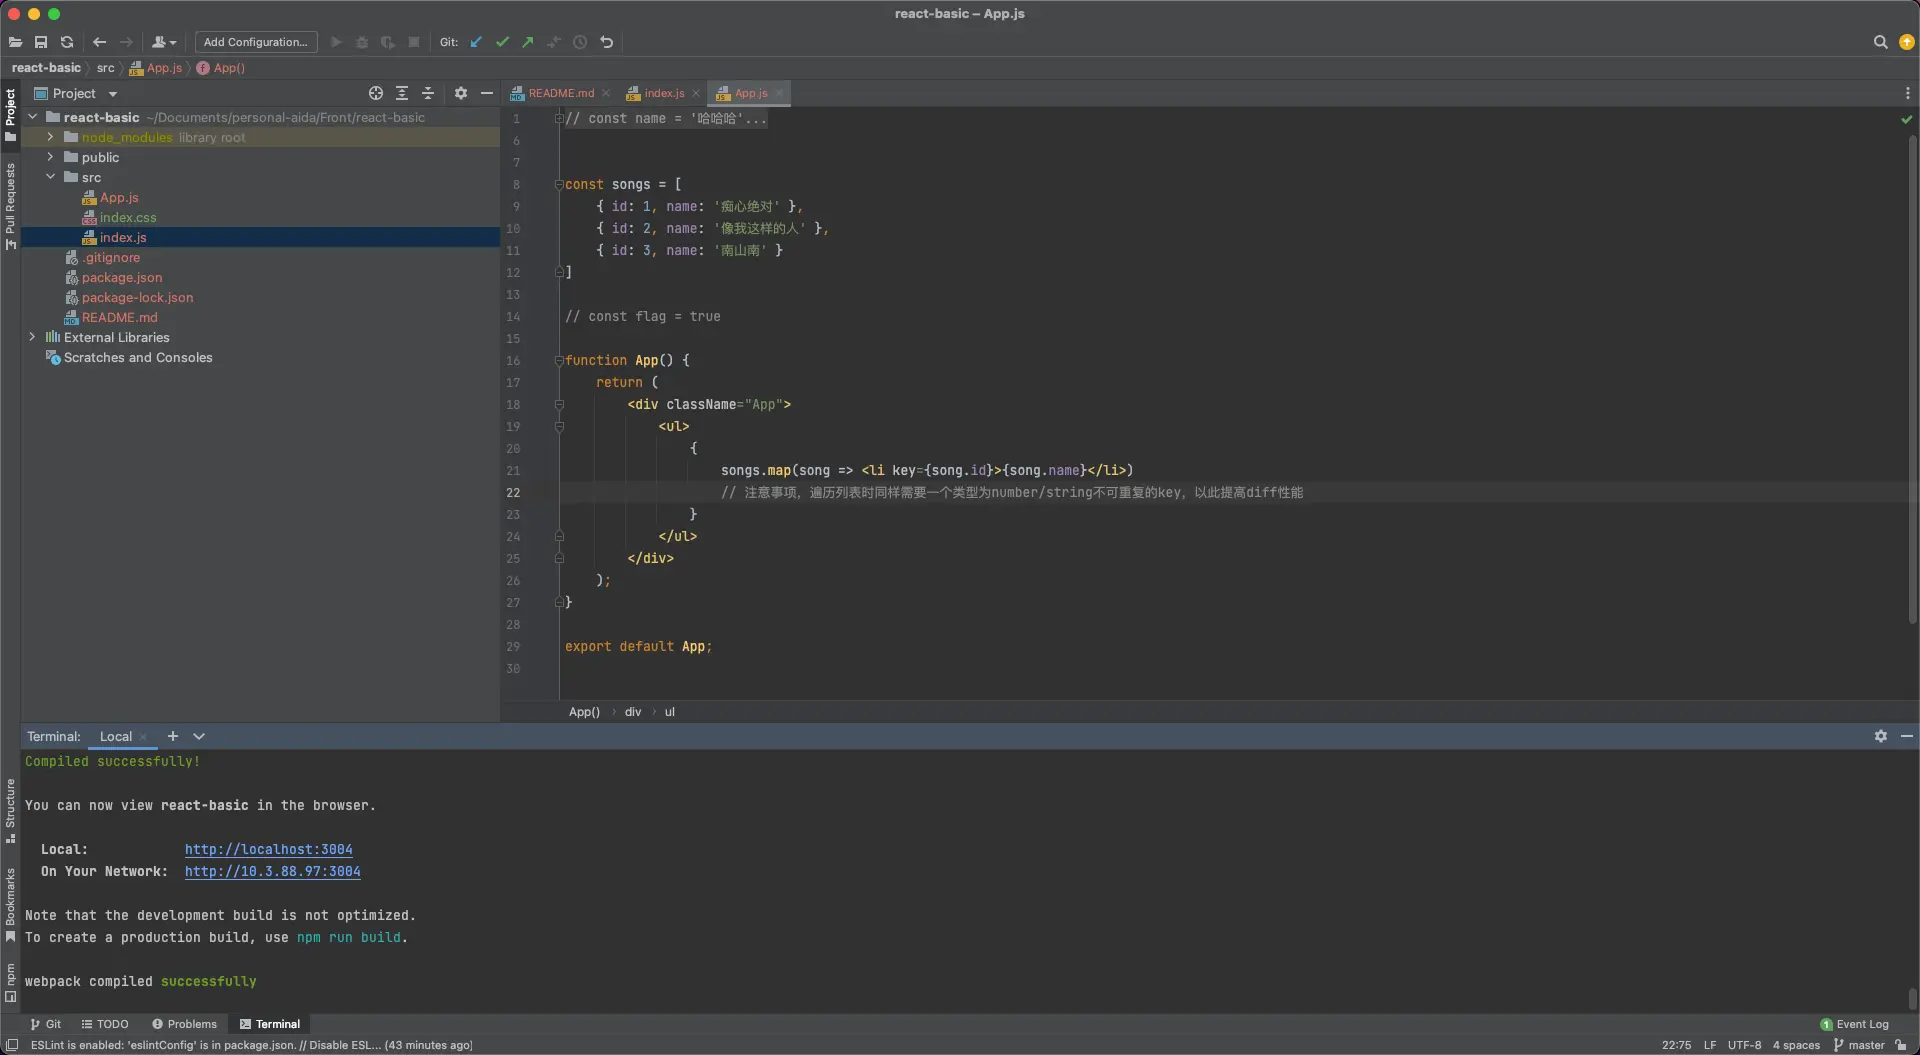 react-basic – App.js
Add Configuration...
Git:
react-basic
src
App.js
App()
Project
README.md
index.js
App.js
Project
Pull Requests
react-basic ~/Documents/personal-aida/Front/react-basic
node_modules library root
public
src
App.js
index.css
index.js
.gitignore
package.json
package-lock.json
README.md
External Libraries
Scratches and Consoles
1 // const name = '哈哈哈'...
6
7
8 const songs = [
9 { id: 1, name: '痴心绝对' },
10 { id: 2, name: '像我这样的人' },
11 { id: 3, name: '南山南' }
12 ]
13
14 // const flag = true
15
16 function App() {
17 return (
18 <div className="App">
19 <ul>
20 {
21 songs.map(song => <li key={song.id}>{song.name}</li>)
22 // 注意事项，遍历列表时同样需要一个类型为number/string不可重复的key，以此提高diff性能
23 }
24 </ul>
25 </div>
26 );
27 }
28
29 export default App;
30
App() div ul
Terminal: Local
Compiled successfully!
You can now view react-basic in the browser.
Local: http://localhost:3004
On Your Network: http://10.3.88.97:3004
Note that the development build is not optimized.
To create a production build, use npm run build.
webpack compiled successfully
Structure
Bookmarks
npm
Git
TODO
Problems
Terminal
1 Event Log
ESLint is enabled: 'eslintConfig' is in package.json. // Disable ESL... (43 minutes ago)
22:75 LF UTF-8 4 spaces master